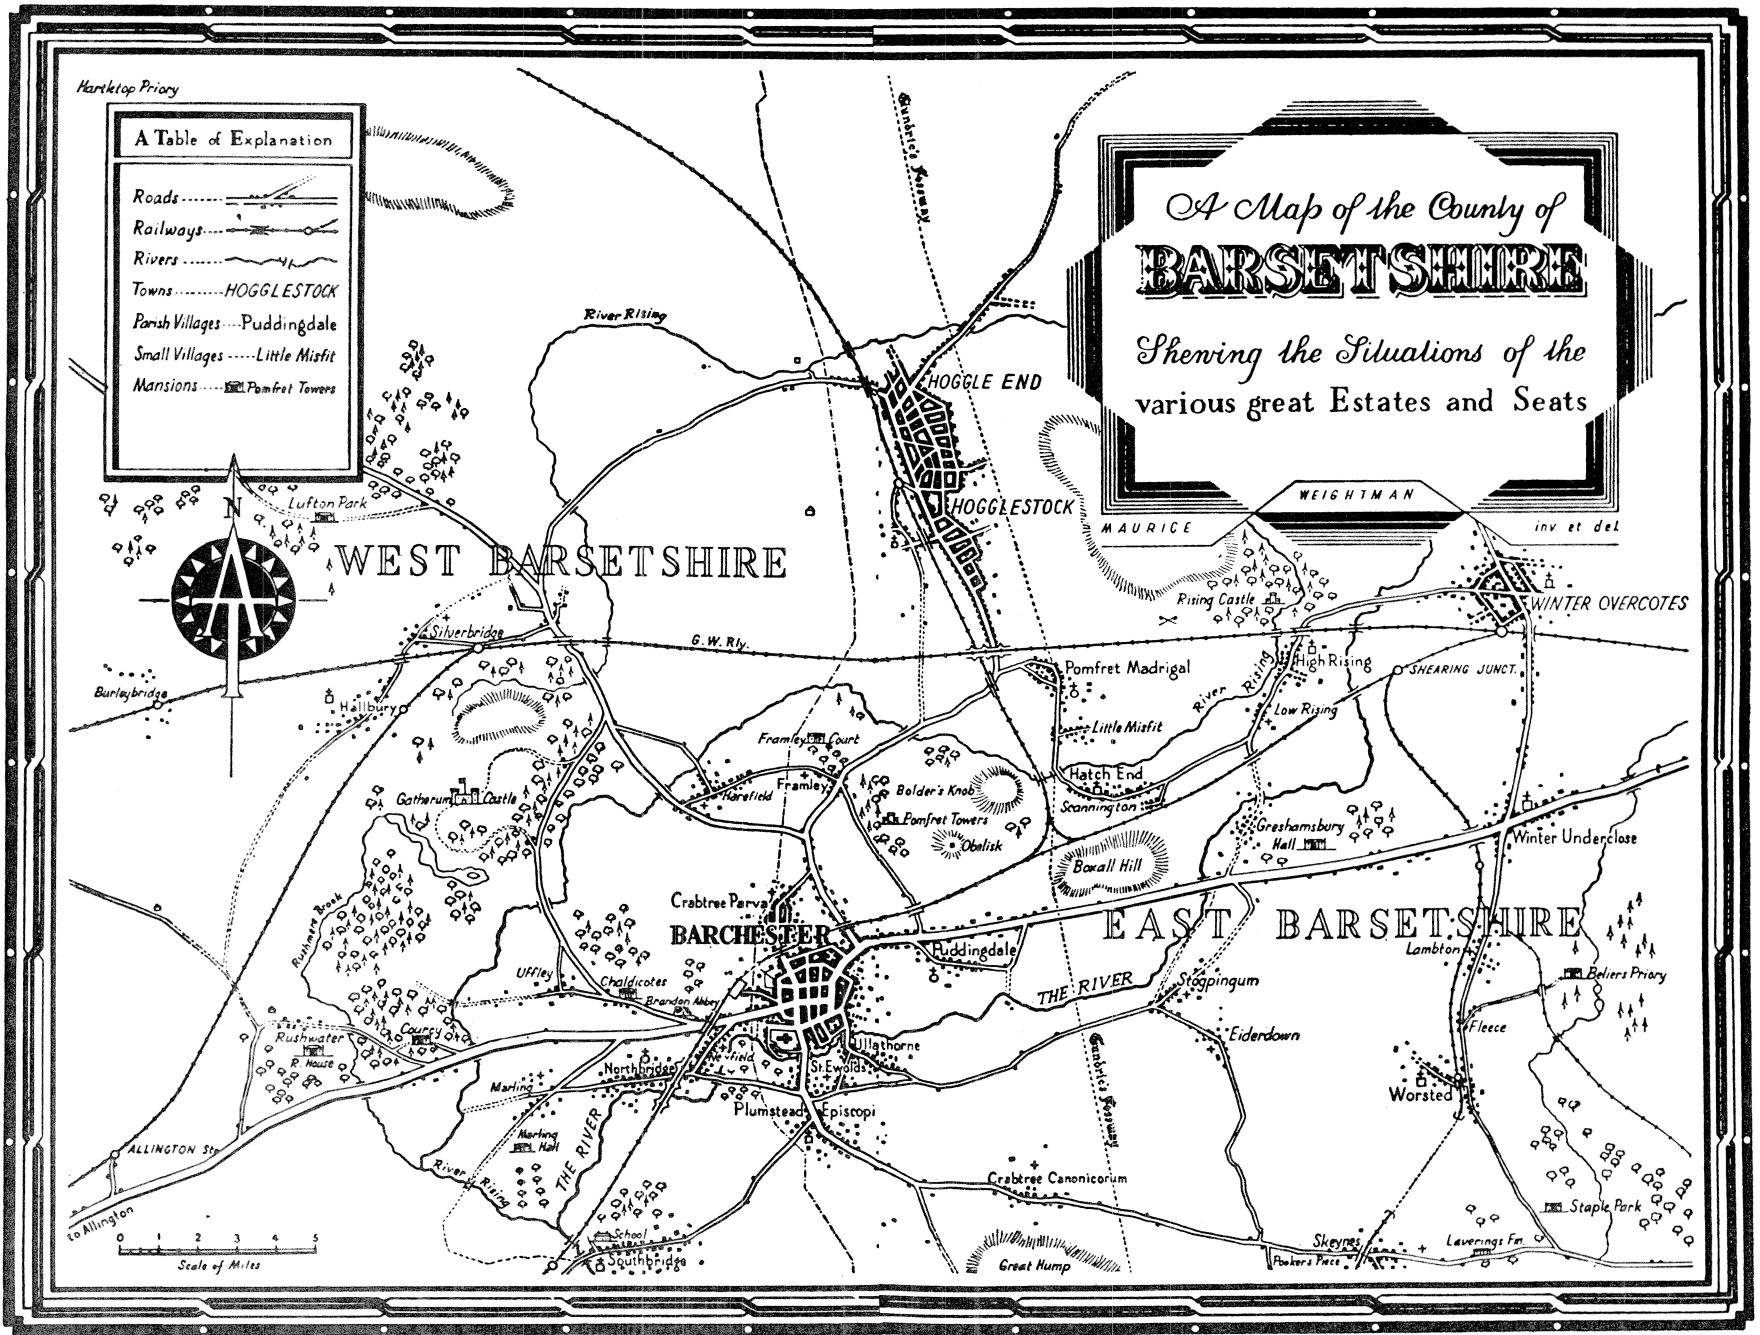 Hartletop Priory
A Table of Explanation
Roads
Railways
Rivers
Towns HOGGLESTOCK
Parish Villages Puddingdale
Small Villages Little Misfit
Mansions Pomfret Towers
A Map of the County of
BARSETSHIRE
Shewing the Situations of the
various great Estates and Seats
MAURICE WEIGHTMAN inv et del.
Gunbric's Fossway
River Rising
HOGGLE END
HOGGLESTOCK
Lufton Park
N
WEST BARSETSHIRE
Rising Castle
WINTER OVERCOTES
Silverbridge
G.W. Rly.
High Rising
Pomfret Madrigal
SHEARING JUNCT.
Burleybridge
Hallbury
River Rising
Low Rising
Little Misfit
Framley Court
Hatch End
Gatherum Castle
Harefield
Framley
Bolder's Knob
Scannington
Pomfret Towers
Greshamsbury
Hall
Obelisk
Winter Underclose
Boxall Hill
Crabtree Parva
BARCHESTER
EAST BARSETSHIRE
Rushmere Brook
Puddingdale
Lambton
Uffley
Chaldicotes
Brandon Abbey
THE RIVER
Stogpingum
Beliers Priory
Rushwater
R. House
Courcy
Ullathorne
Eiderdown
Fleece
Northbridge
St. Ewolds
Marling
Plumstead Episcopi
Worsted
Gunbric's Fossway
Marling
Hall
THE RIVER
ALLINGTON Stn
River Rising
Crabtree Canonicorum
to Allington
Staple Park
School
Southbridge
Skeynes
Laverings Fm.
Pooker's Piece
Great Hump
0 1 2 3 4 5
Scale of Miles